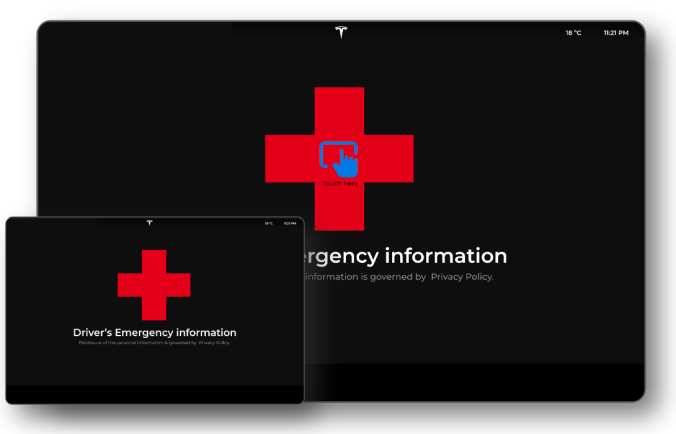 18 °C 11:21 PM
Touch here
ergency information
information is governed by Privacy Policy.
18 °C 11:21 PM
Driver's Emergency information
Disclosure of the personal information is governed by Privacy Policy.